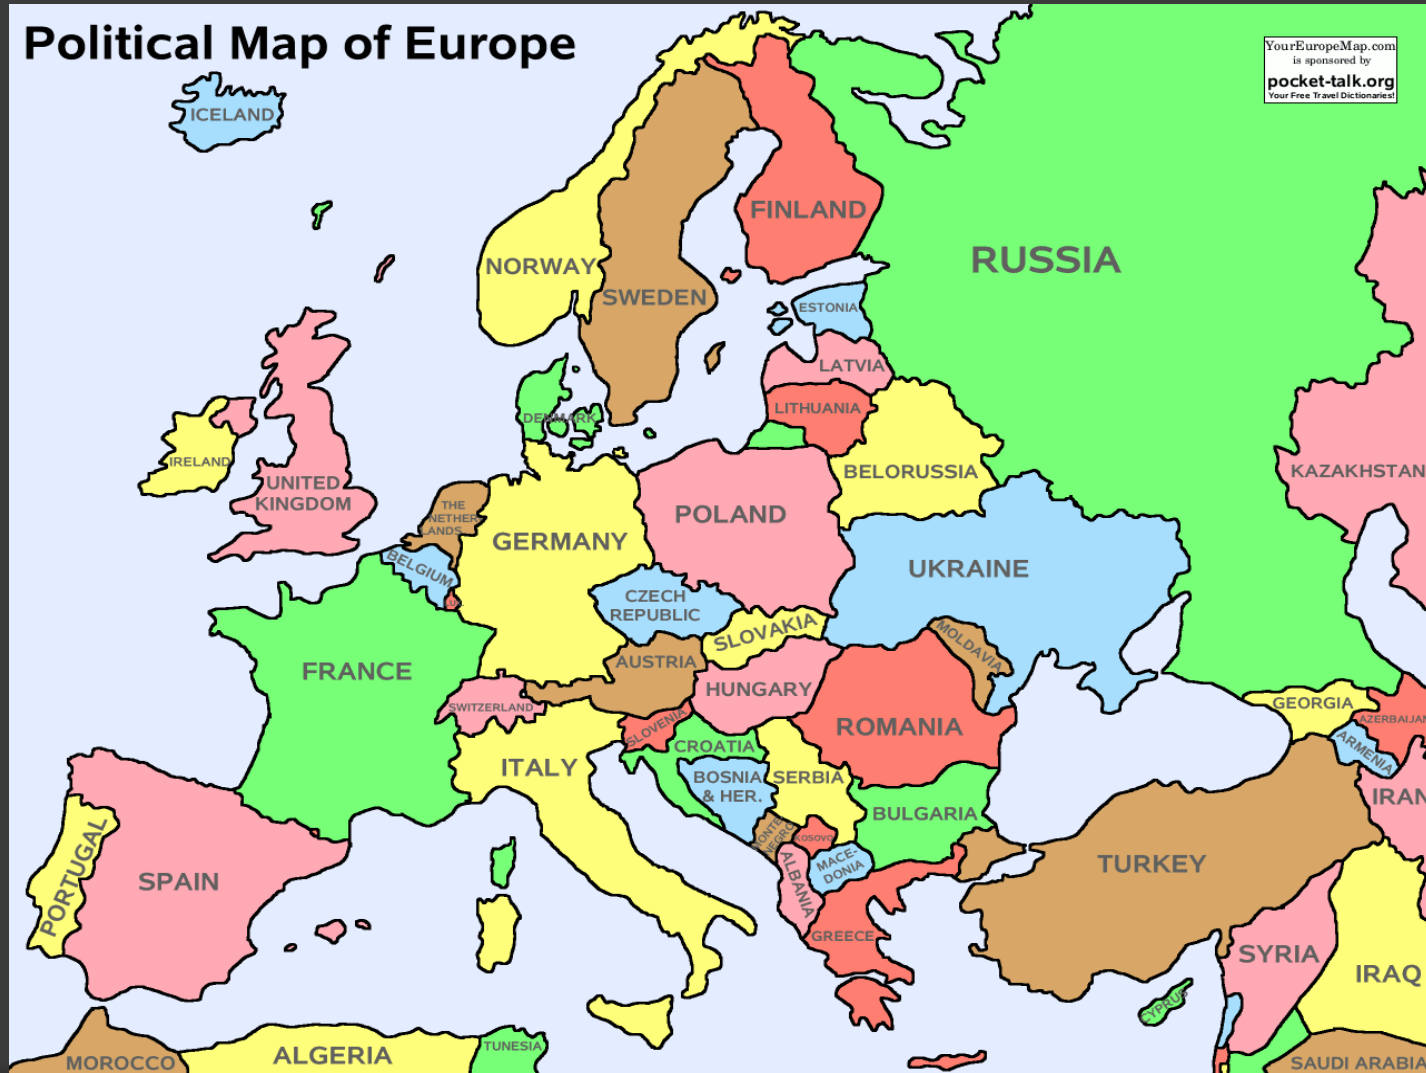 Political Map of Europe
YourEuropeMap.com
is sponsored by
pocket-talk.org
Your Free Travel Dictionaries!
ICELAND
FINLAND
RUSSIA
NORWAY
SWEDEN
ESTONIA
LATVIA
LITHUANIA
DENMARK
IRELAND
UNITED
KINGDOM
BELORUSSIA
KAZAKHSTAN
THE
NETHER
LANDS
POLAND
GERMANY
BELGIUM
UKRAINE
CZECH
REPUBLIC
SLOVAKIA
MOLDAVIA
FRANCE
AUSTRIA
HUNGARY
SWITZERLAND
SLOVENIA
ROMANIA
GEORGIA
AZERBAIJAN
ARMENIA
CROATIA
ITALY
BOSNIA
& HER.
SERBIA
IRAN
BULGARIA
MONTE
NEGRO
KOSOVO
MACE-
DONIA
TURKEY
PORTUGAL
SPAIN
ALBANIA
GREECE
SYRIA
IRAQ
CYPRUS
MOROCCO
ALGERIA
TUNESIA
SAUDI ARABIA